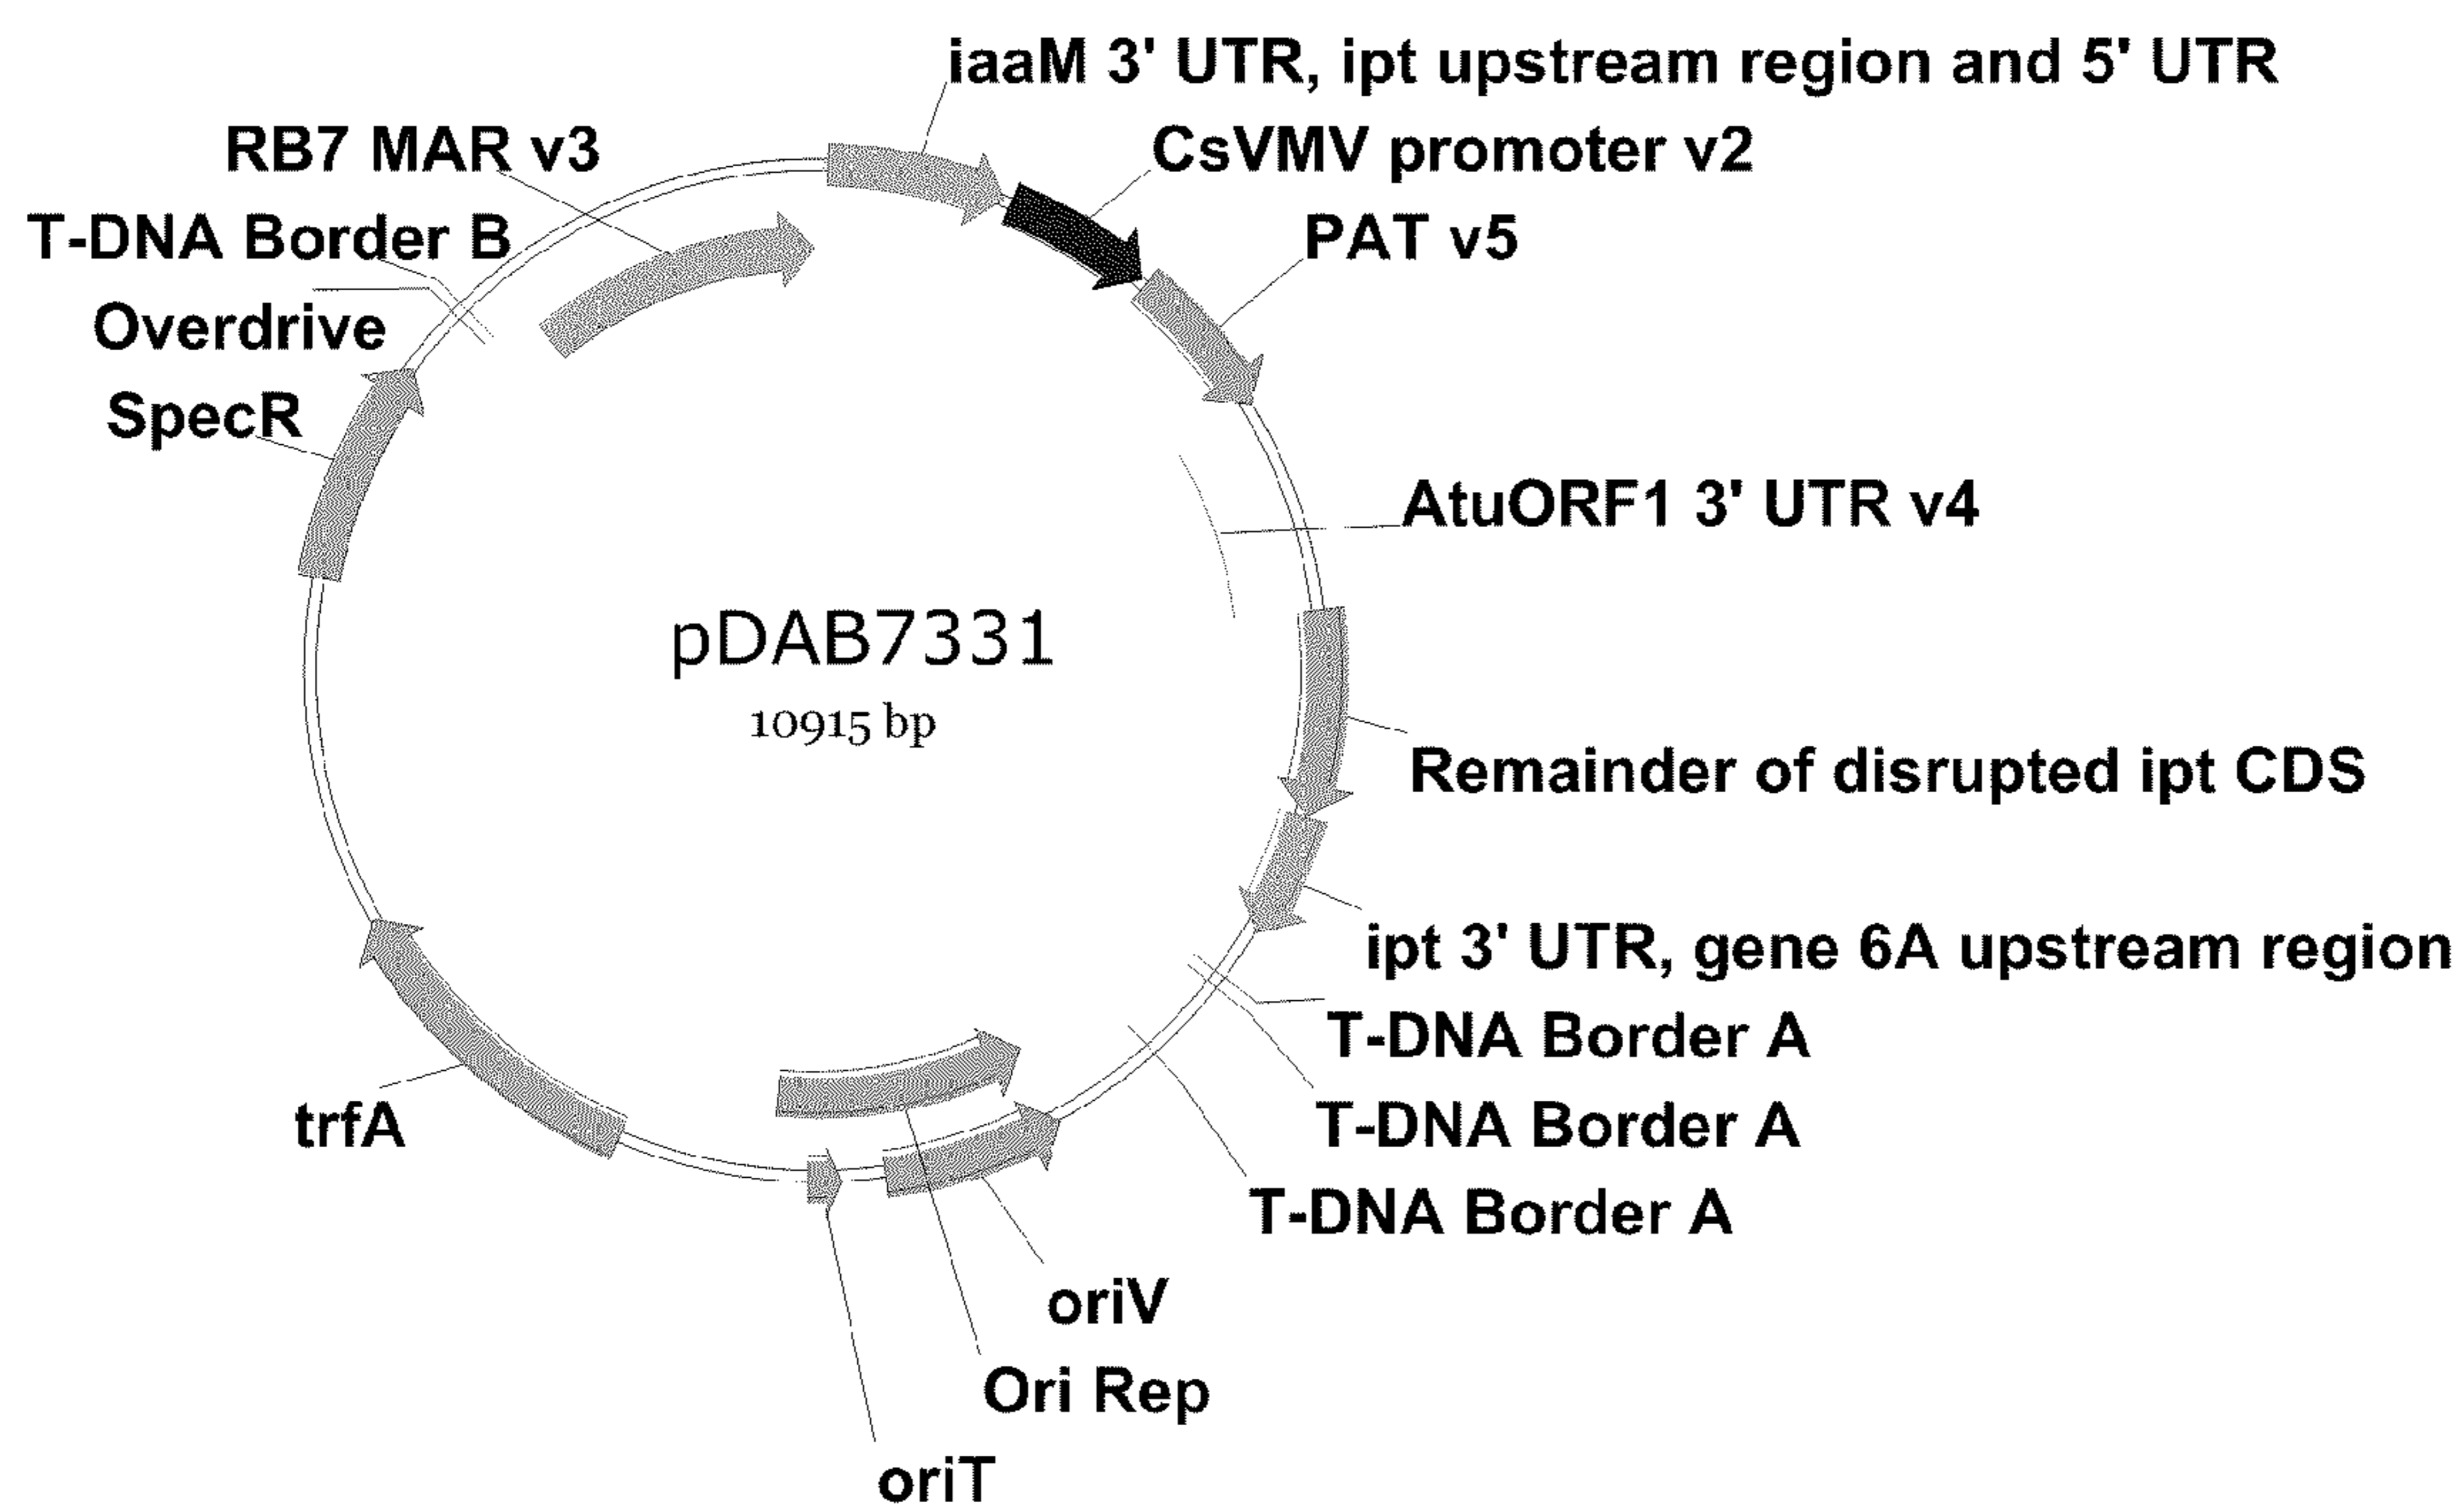 iaaM 3' UTR, ipt upstream region and 5' UTR
RB7 MAR v3
CsVMV promoter v2
T-DNA Border B
PAT v5
Overdrive
SpecR
AtuORF1 3' UTR v4
pDAB7331
10915 bp
Remainder of disrupted ipt CDS
ipt 3' UTR, gene 6A upstream region
T-DNA Border A
trfA
T-DNA Border A
T-DNA Border A
oriV
Ori Rep
oriT